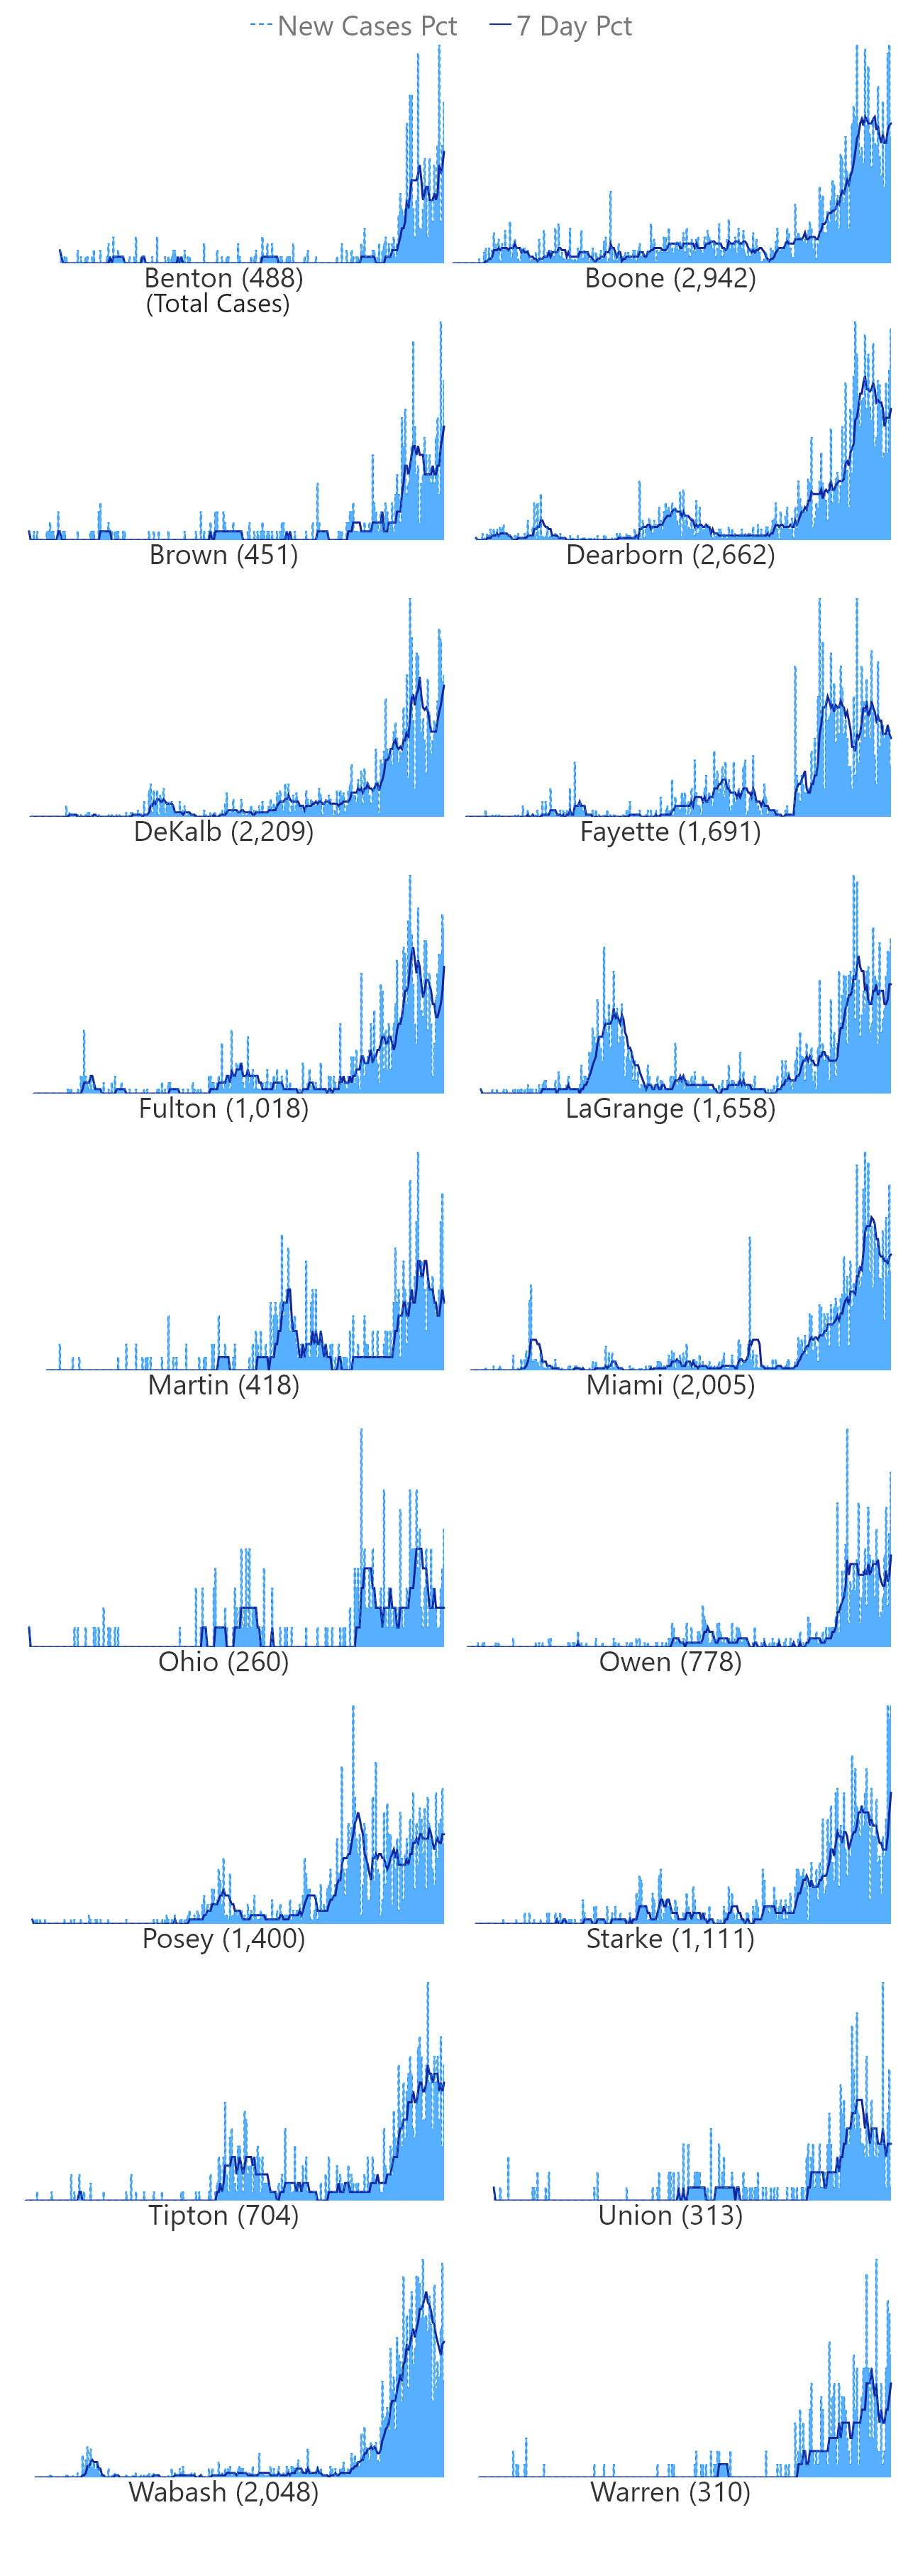 New Cases Pct 7 Day Pct
Benton (488) Boone (2,942)
(Total Cases)
Brown (451) Dearborn (2,662)
DeKalb (2,209) Fayette (1,691)
Fulton (1,018) LaGrange (1,658)
Martin (418) Miami (2,005)
Ohio (260) Owen (778)
Posey (1,400) Starke (1,111)
Tipton (704) Union (313)
Wabash (2,048) Warren (310)